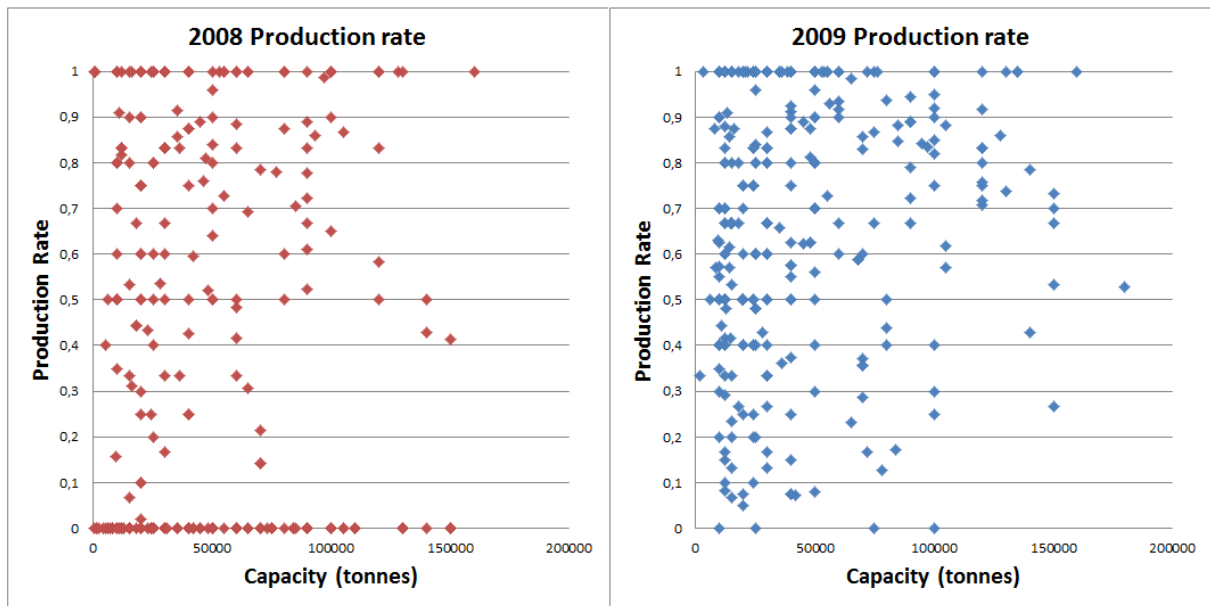 2008 Production rate
Production Rate
1
0,9
0,8
0,7
0,6
0,5
0,4
0,3
0,2
0,1
0
0 50000 100000 150000 200000
Capacity (tonnes)
2009 Production rate
Production Rate
1
0,9
0,8
0,7
0,6
0,5
0,4
0,3
0,2
0,1
0
0 50000 100000 150000 200000
Capacity (tonnes)